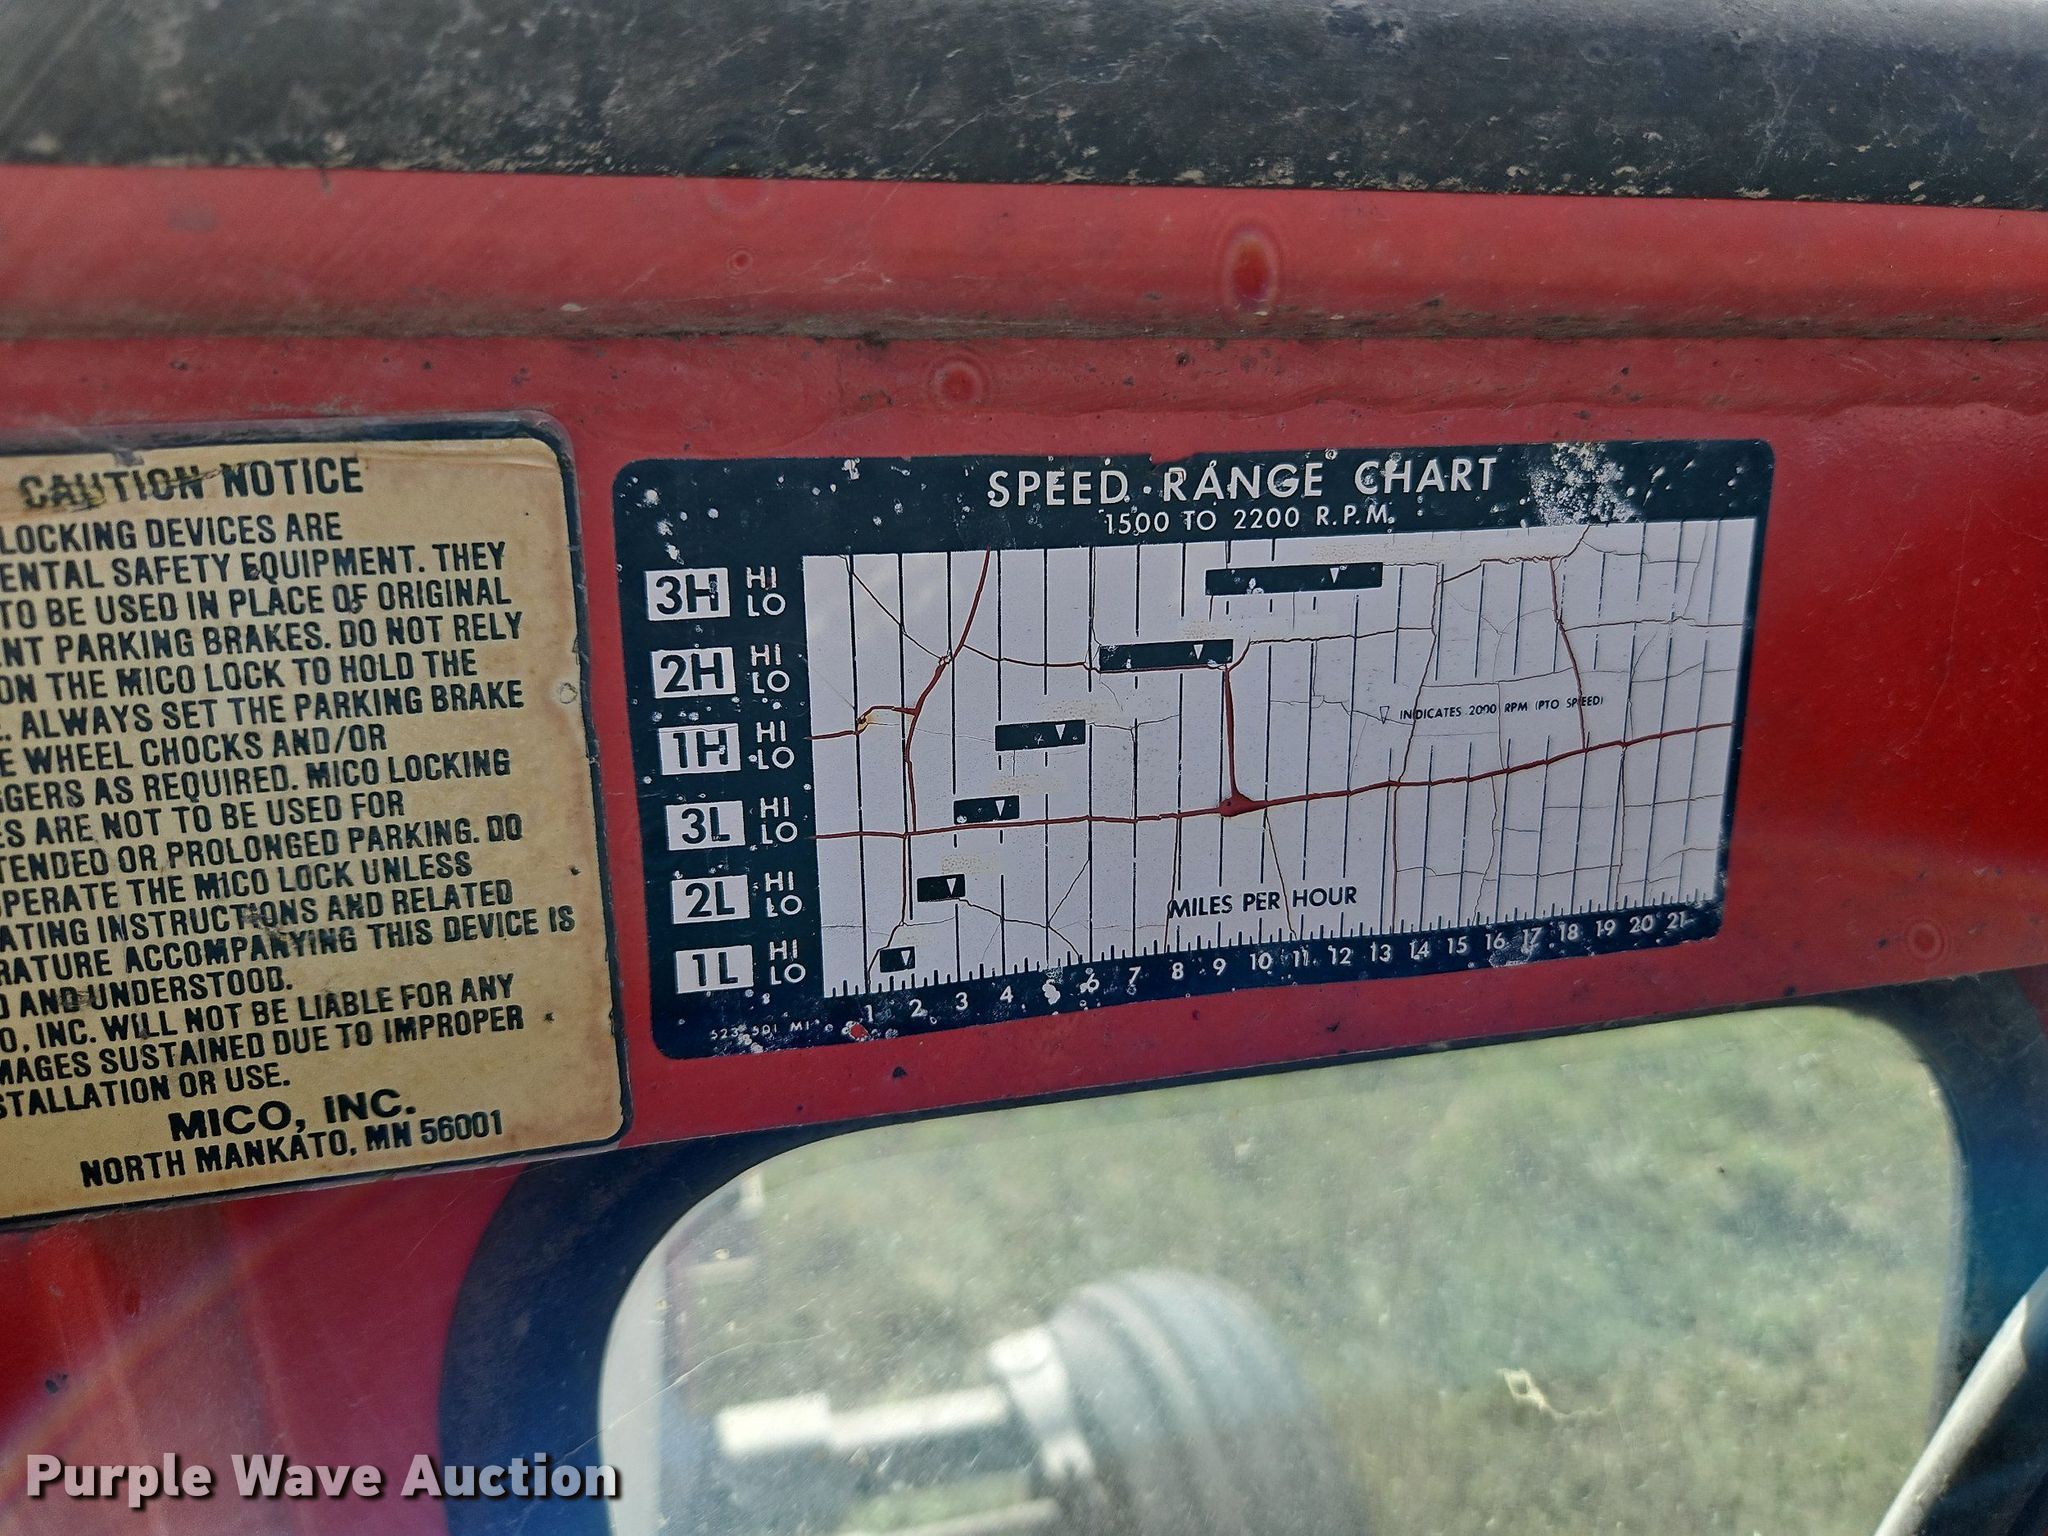 CAUTION NOTICE
LOCKING DEVICES ARE
ENTAL SAFETY EQUIPMENT. THEY
TO BE USED IN PLACE OF ORIGINAL
NT PARKING BRAKES. DO NOT RELY
ON THE MICO LOCK TO HOLD THE
E. ALWAYS SET THE PARKING BRAKE
E WHEEL CHOCKS AND/OR
GGERS AS REQUIRED. MICO LOCKING
ES ARE NOT TO BE USED FOR
TENDED OR PROLONGED PARKING. DO
PERATE THE MICO LOCK UNLESS
ATING INSTRUCTIONS AND RELATED
RATURE ACCOMPANYING THIS DEVICE IS
D AND UNDERSTOOD.
O, INC. WILL NOT BE LIABLE FOR ANY
MAGES SUSTAINED DUE TO IMPROPER
STALLATION OR USE.
MICO, INC.
NORTH MANKATO, MN 56001
SPEED RANGE CHART
1500 TO 2200 R.P.M.
3H HI LO
2H HI LO
1H HI LO
3L HI LO
2L HI LO
1L HI LO
INDICATES 2000 RPM (PTO SPEED)
MILES PER HOUR
1 2 3 4 5 6 7 8 9 10 11 12 13 14 15 16 17 18 19 20 21
523 501 M1
Purple Wave Auction